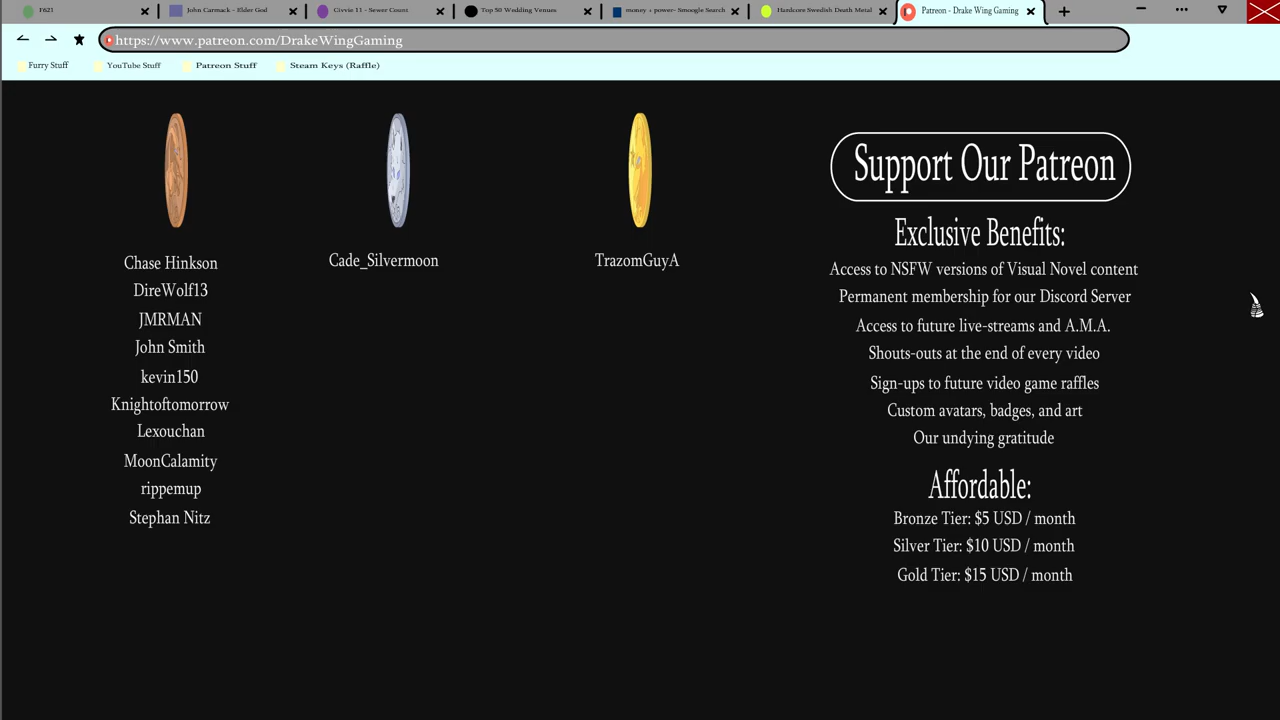 F621
John Carmack - Elder God
Civvie 11 - Sewer Count
Top 50 Wedding Venues
money + power- Smoogle Search
Hardcore Swedish Death Metal
Patreon - Drake Wing Gaming
https://www.patreon.com/DrakeWingGaming
Furry Stuff
YouTube Stuff
Patreon Stuff
Steam Keys (Raffle)
Chase Hinkson
DireWolf13
JMRMAN
John Smith
kevin150
Knightoftomorrow
Lexouchan
MoonCalamity
rippemup
Stephan Nitz
Cade_Silvermoon
TrazomGuyA
Support Our Patreon
Exclusive Benefits:
Access to NSFW versions of Visual Novel content
Permanent membership for our Discord Server
Access to future live-streams and A.M.A.
Shouts-outs at the end of every video
Sign-ups to future video game raffles
Custom avatars, badges, and art
Our undying gratitude
Affordable:
Bronze Tier: $5 USD / month
Silver Tier: $10 USD / month
Gold Tier: $15 USD / month